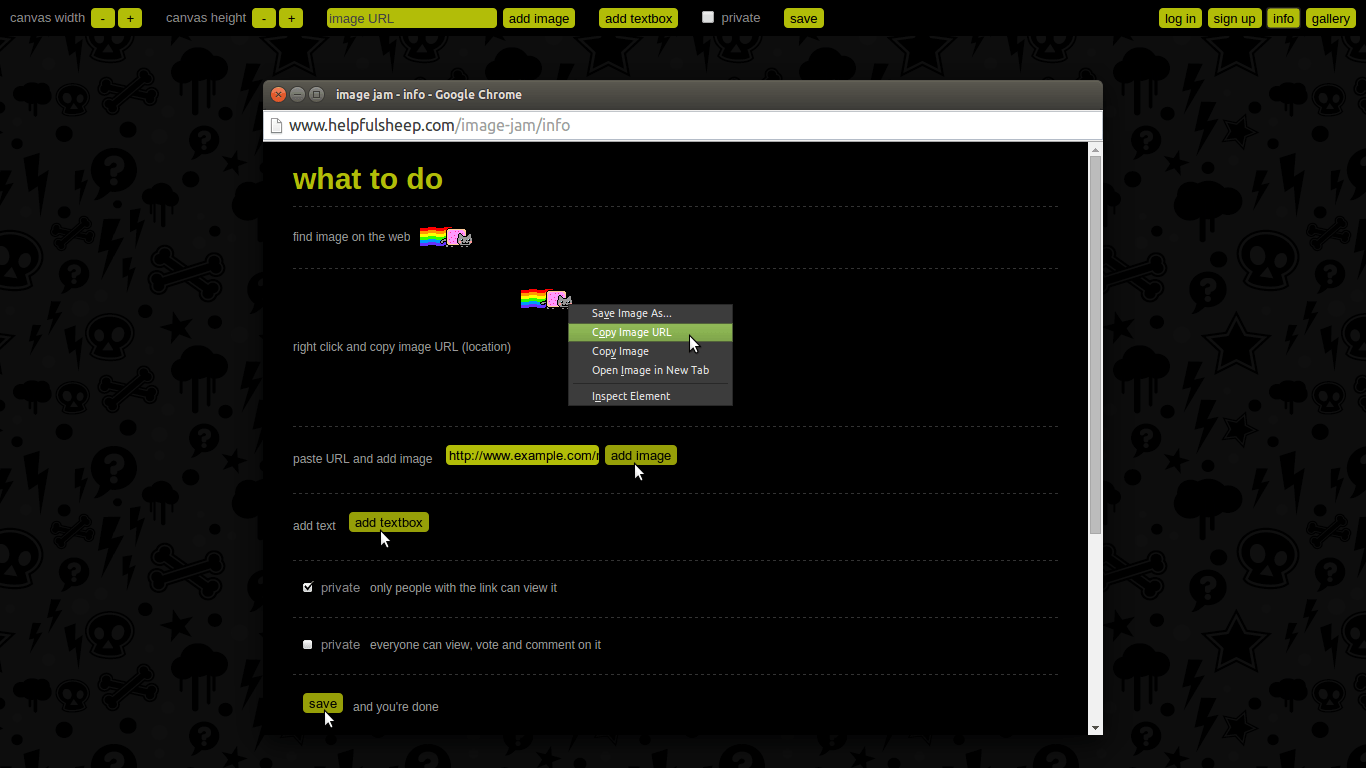 canvas width - + canvas height - + image URL add image add textbox private save log in sign up info gallery
image jam - info - Google Chrome
www.helpfulsheep.com/image-jam/info
what to do
find image on the web
right click and copy image URL (location)
Save Image As...
Copy Image URL
Copy Image
Open Image in New Tab
Inspect Element
paste URL and add image http://www.example.com/r add image
add text add textbox
private only people with the link can view it
private everyone can view, vote and comment on it
save and you're done